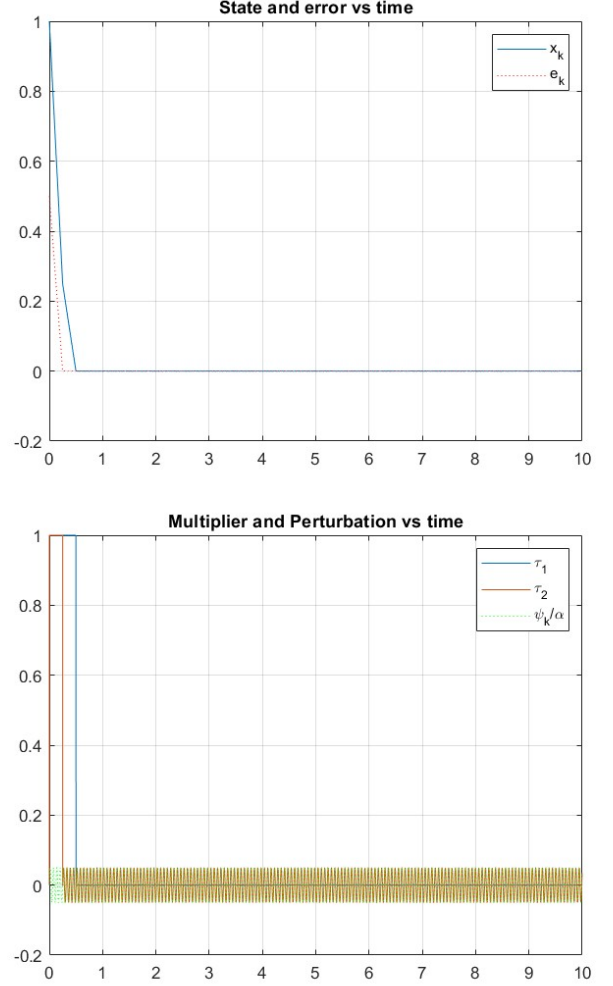 State and error vs time
1
0.8
0.6
0.4
0.2
0
-0.2
0 1 2 3 4 5 6 7 8 9 10
x_k
e_k
Multiplier and Perturbation vs time
1
0.8
0.6
0.4
0.2
0
-0.2
0 1 2 3 4 5 6 7 8 9 10
τ_1
τ_2
ψ_k/α